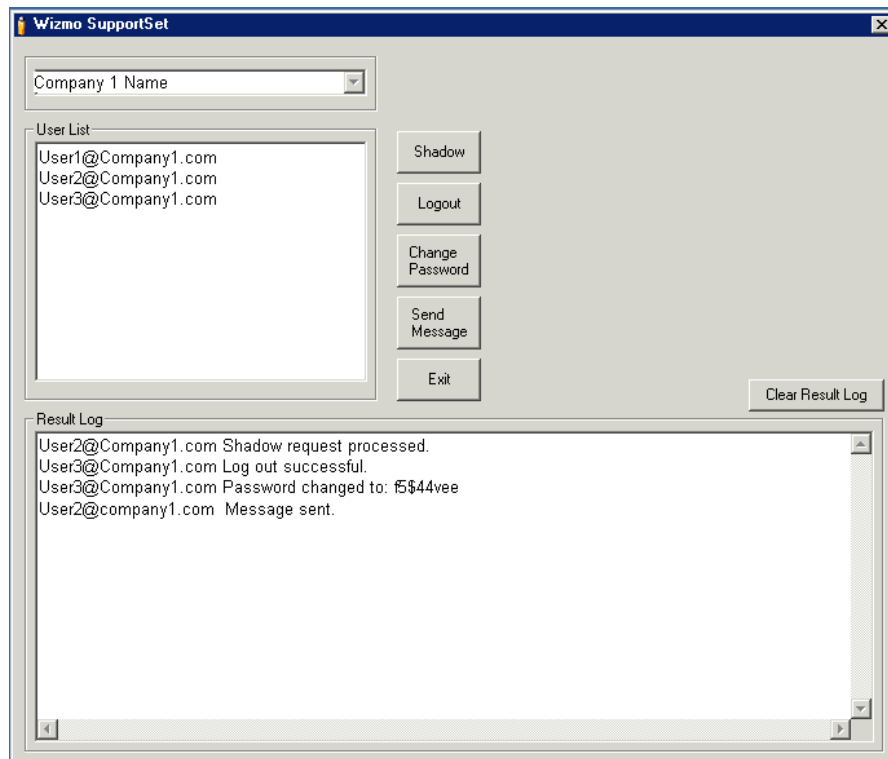 Wizmo SupportSet
Company 1 Name
User List
User1@Company1.com
User2@Company1.com
User3@Company1.com
Shadow
Logout
Change
Password
Send
Message
Exit
Clear Result Log
Result Log
User2@Company1.com Shadow request processed.
User3@Company1.com Log out successful.
User3@Company1.com Password changed to: f5$44vee
User2@company1.com  Message sent.